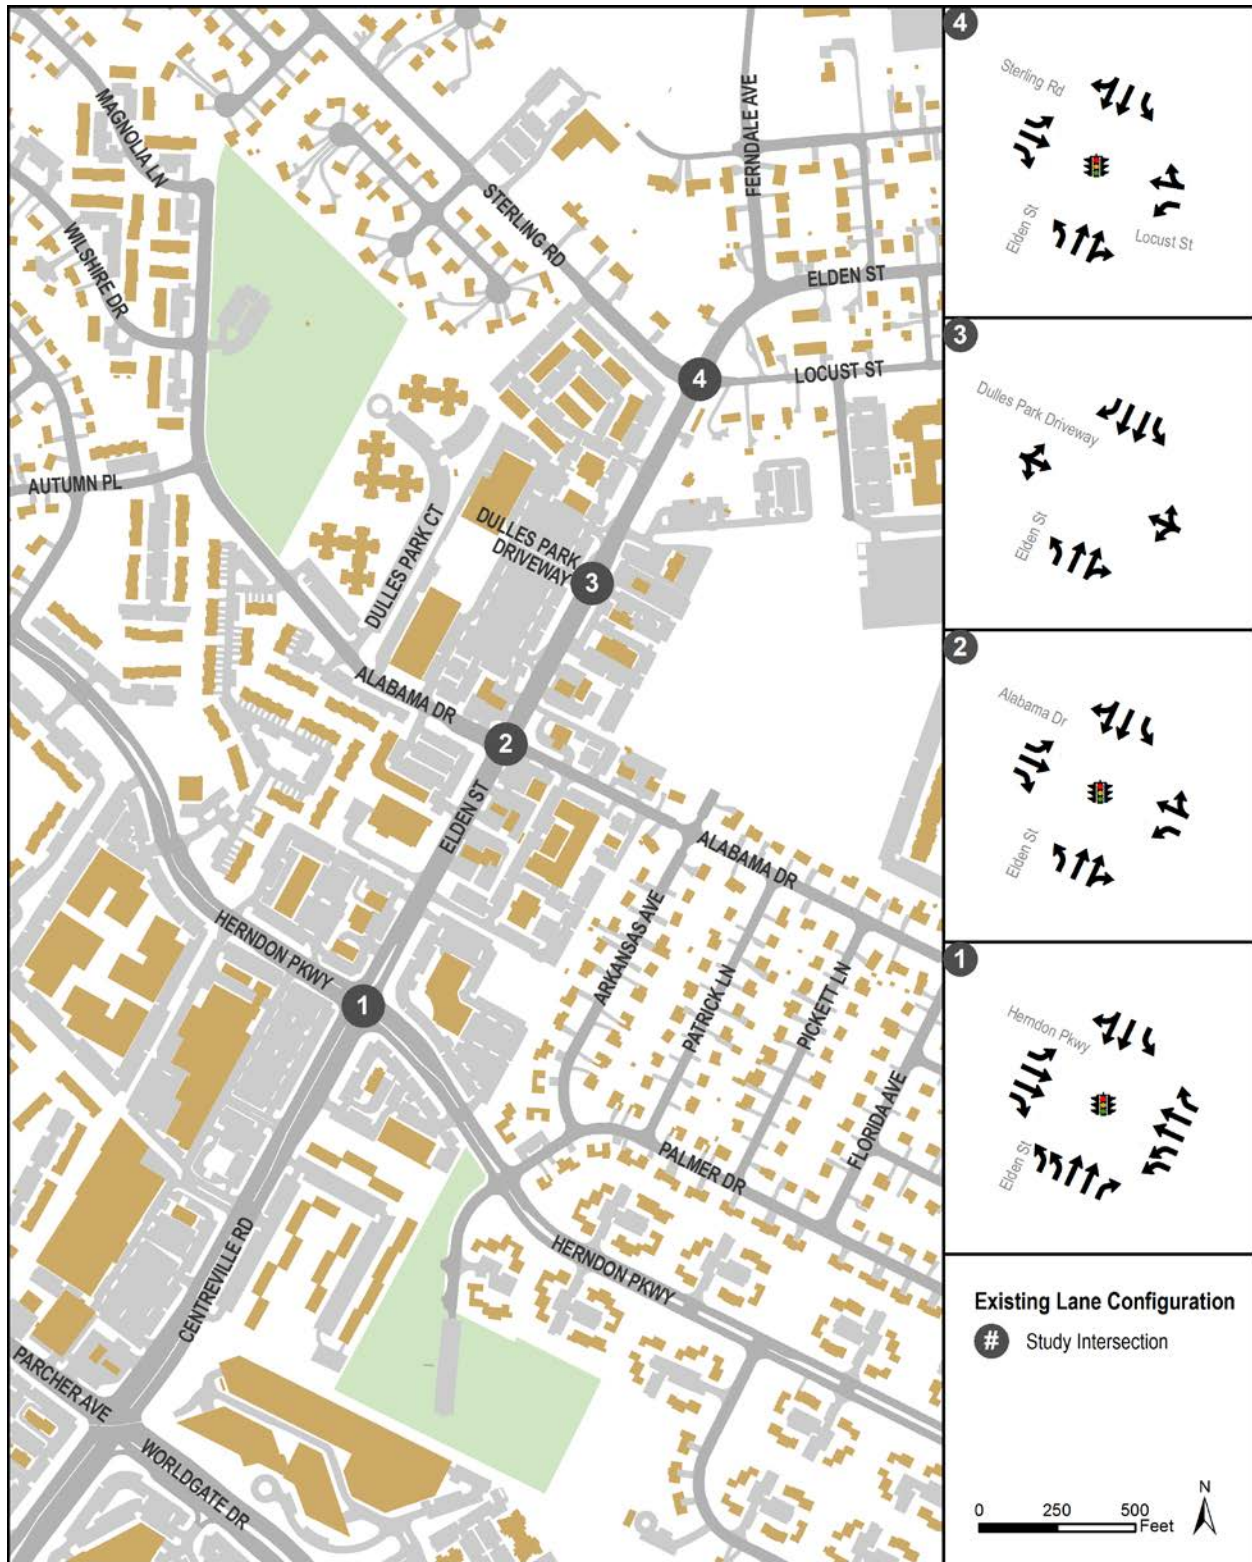 MAGNOLIA LN
WILSHIRE DR
STERLING RD
FERNDALE AVE
ELDEN ST
LOCUST ST
4
AUTUMN PL
DULLES PARK CT
DULLES PARK
DRIVEWAY
3
ALABAMA DR
2
ELDEN ST
ALABAMA DR
HERNDON PKWY
1
ARKANSAS AVE
PATRICK LN
PICKETT LN
FLORIDA AVE
PALMER DR
HERNDON PKWY
CENTREVILLE RD
PARCHER AVE
WORLDGATE DR
4
Sterling Rd
Elden St
Locust St
3
Dulles Park Driveway
Elden St
2
Alabama Dr
Elden St
1
Herndon Pkwy
Elden St
Existing Lane Configuration
# Study Intersection
N
0 250 500
Feet